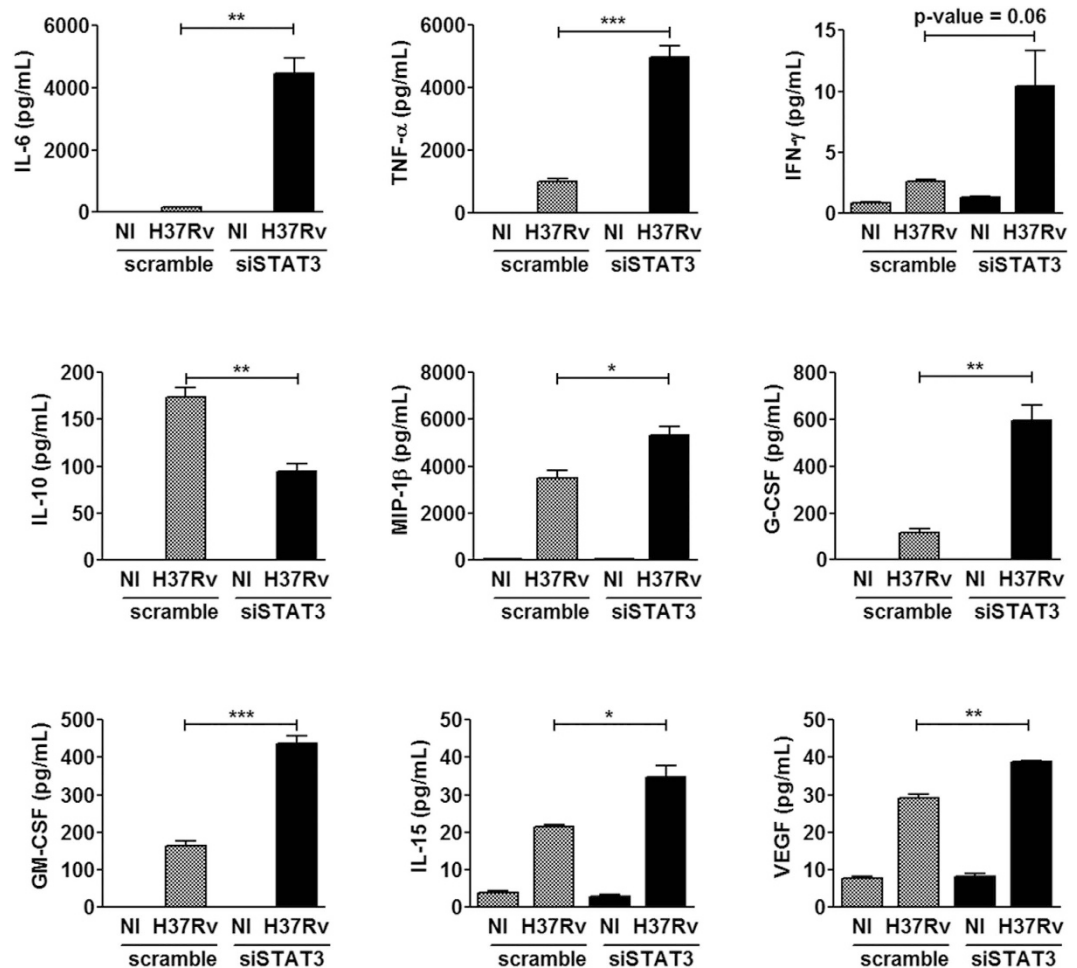 IL-6 (pg/mL)
6000
4000
2000
0
**
NI H37Rv NI H37Rv
scramble siSTAT3
TNF-α (pg/mL)
6000
4000
2000
0
***
NI H37Rv NI H37Rv
scramble siSTAT3
IFN-γ (pg/mL)
15
10
5
0
p-value = 0.06
NI H37Rv NI H37Rv
scramble siSTAT3
IL-10 (pg/mL)
200
150
100
50
0
**
NI H37Rv NI H37Rv
scramble siSTAT3
MIP-1β (pg/mL)
8000
6000
4000
2000
0
*
NI H37Rv NI H37Rv
scramble siSTAT3
G-CSF (pg/mL)
800
600
400
200
0
**
NI H37Rv NI H37Rv
scramble siSTAT3
GM-CSF (pg/mL)
500
400
300
200
100
0
***
NI H37Rv NI H37Rv
scramble siSTAT3
IL-15 (pg/mL)
50
40
30
20
10
0
*
NI H37Rv NI H37Rv
scramble siSTAT3
VEGF (pg/mL)
50
40
30
20
10
0
**
NI H37Rv NI H37Rv
scramble siSTAT3